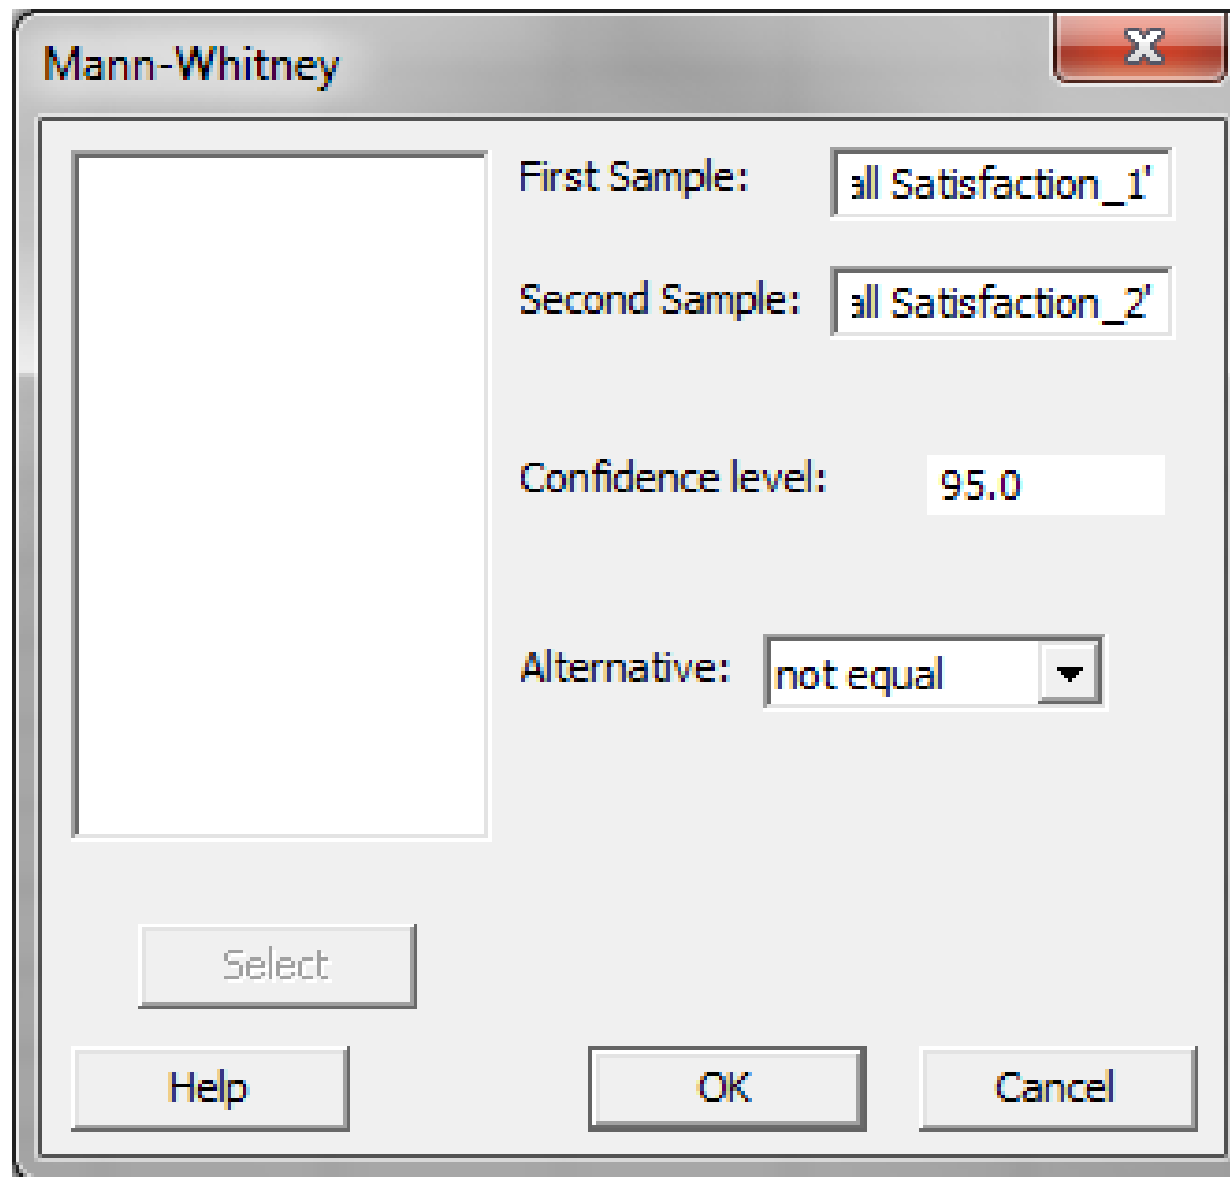 Mann-Whitney
First Sample: all Satisfaction_1'
Second Sample: all Satisfaction_2'
Confidence level: 95.0
Alternative: not equal
Select
Help OK Cancel